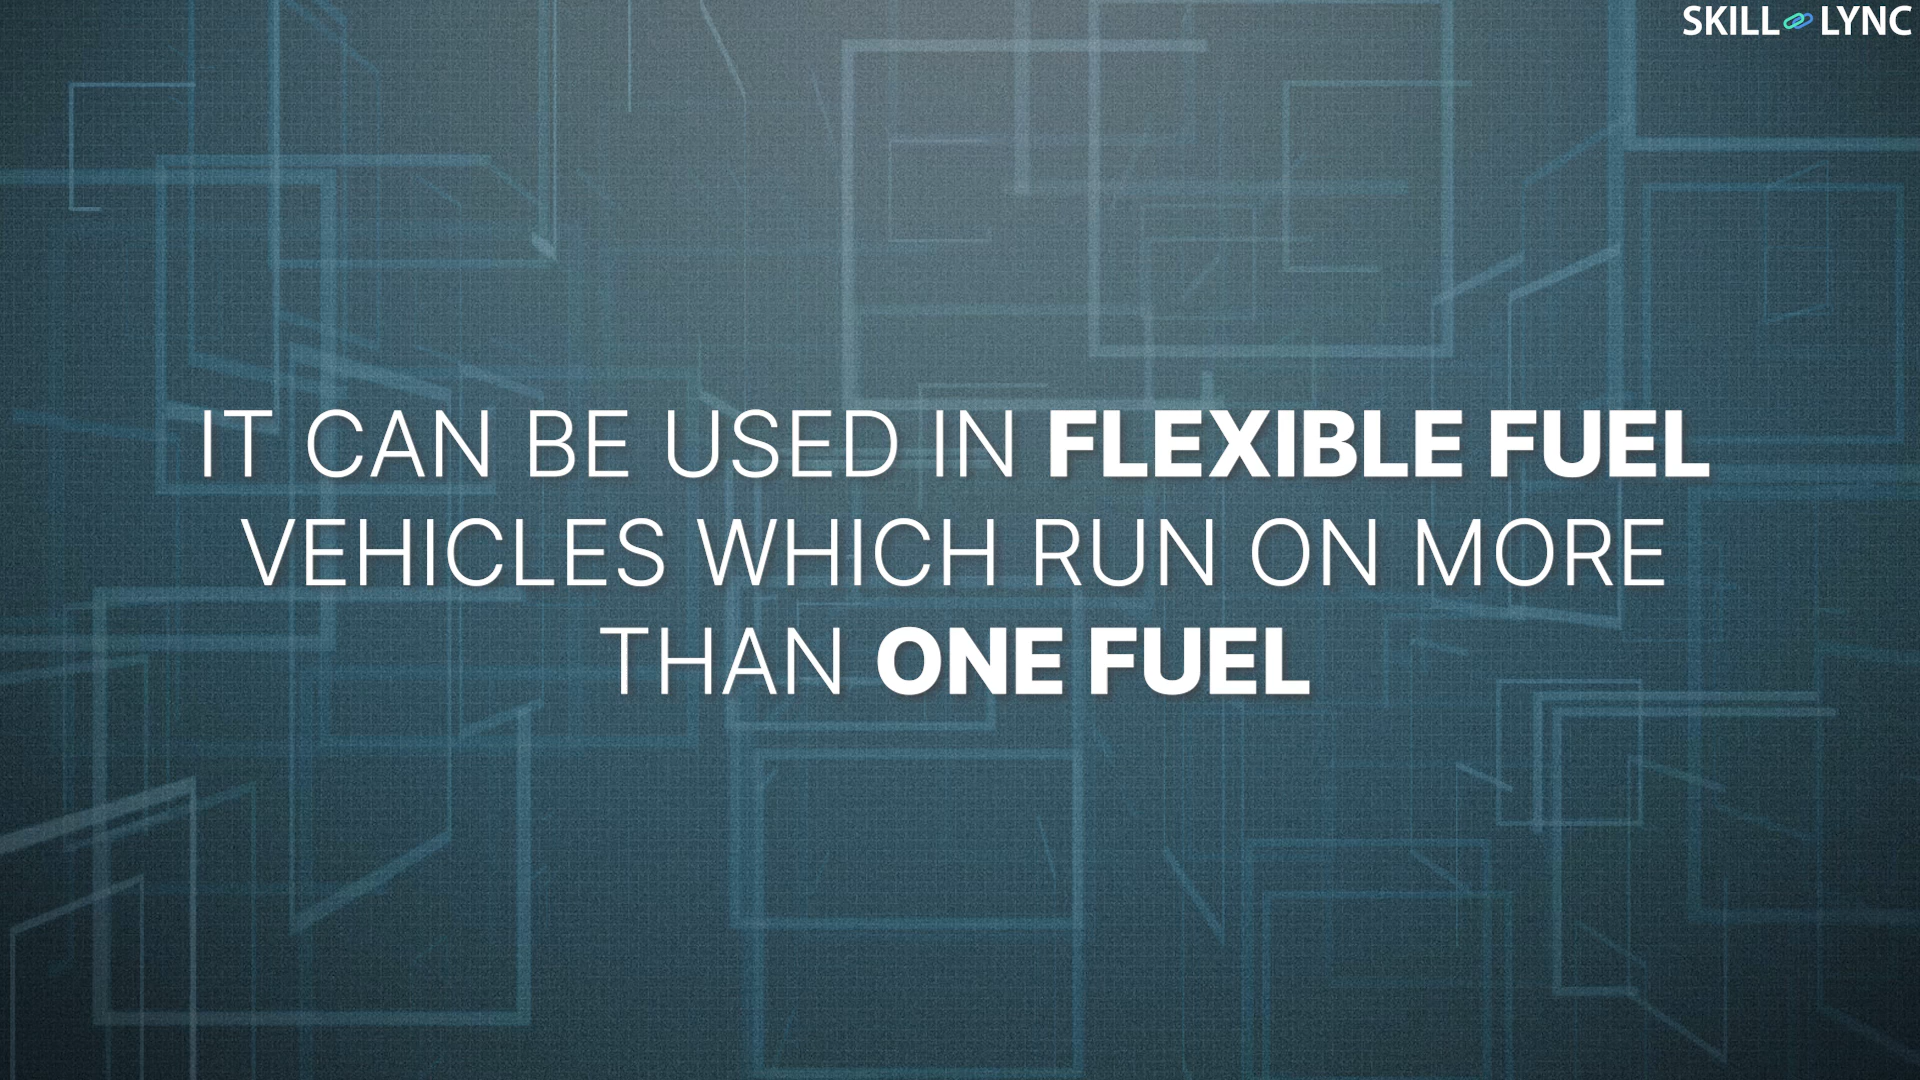 SKILL LYNC
IT CAN BE USED IN FLEXIBLE FUEL
VEHICLES WHICH RUN ON MORE
THAN ONE FUEL